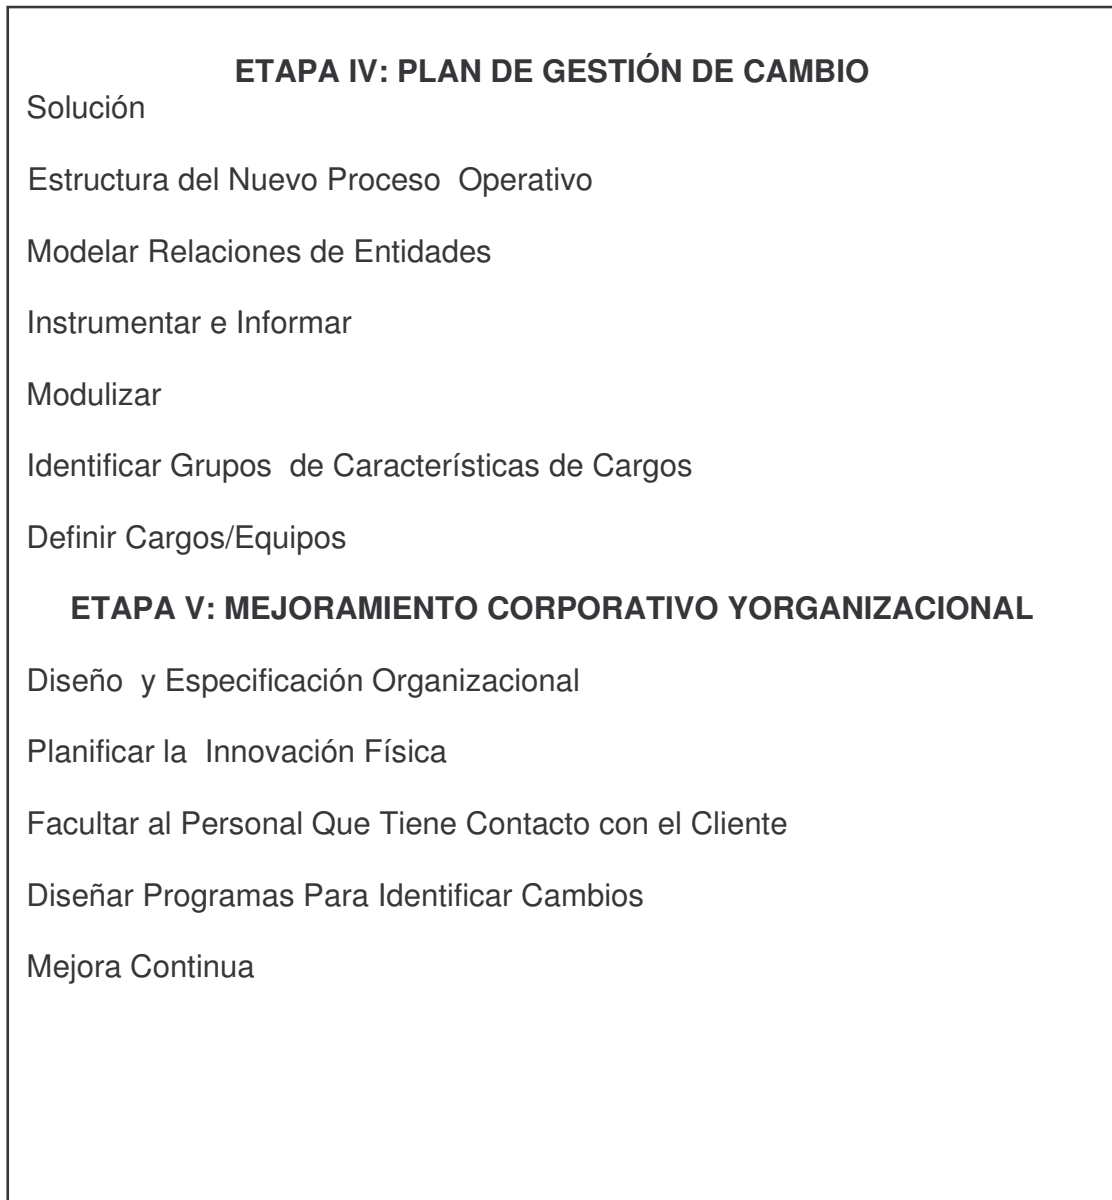 ETAPA IV: PLAN DE GESTIÓN DE CAMBIO
Solución
Estructura del Nuevo Proceso  Operativo
Modelar Relaciones de Entidades
Instrumentar e Informar
Modulizar
Identificar Grupos  de Características de Cargos
Definir Cargos/Equipos
ETAPA V: MEJORAMIENTO CORPORATIVO YORGANIZACIONAL
Diseño  y Especificación Organizacional
Planificar la  Innovación Física
Facultar al Personal Que Tiene Contacto con el Cliente
Diseñar Programas Para Identificar Cambios
Mejora Continua